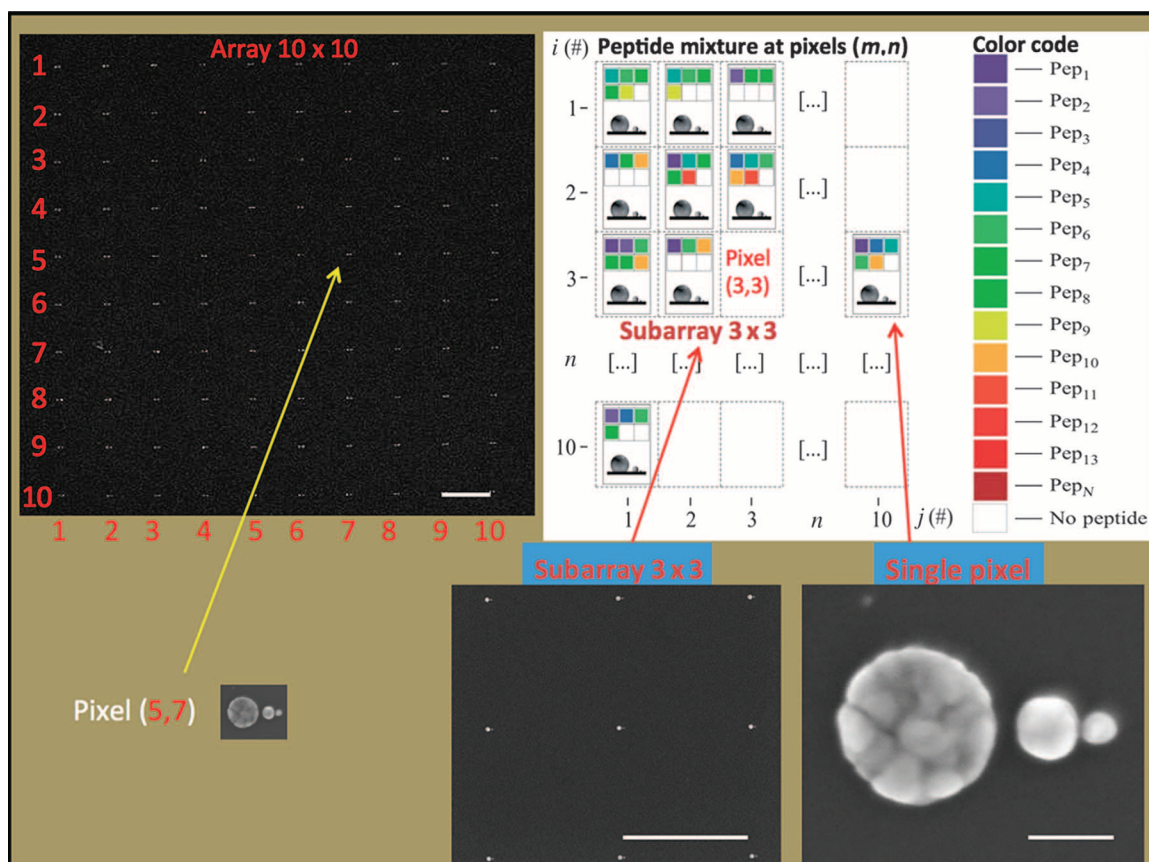 Array 10 x 10
1
2
3
4
5
6
7
8
9
10
1 2 3 4 5 6 7 8 9 10
i (#) Peptide mixture at pixels (m,n)
1
[...]
2
[...]
3
Pixel
(3,3)
[...]
Subarray 3 x 3
n [...] [...] [...] [...] [...]
10
[...]
1 2 3 n 10 j (#)
Color code
Pep1
Pep2
Pep3
Pep4
Pep5
Pep6
Pep7
Pep8
Pep9
Pep10
Pep11
Pep12
Pep13
PepN
No peptide
Pixel (5,7)
Subarray 3 x 3
Single pixel